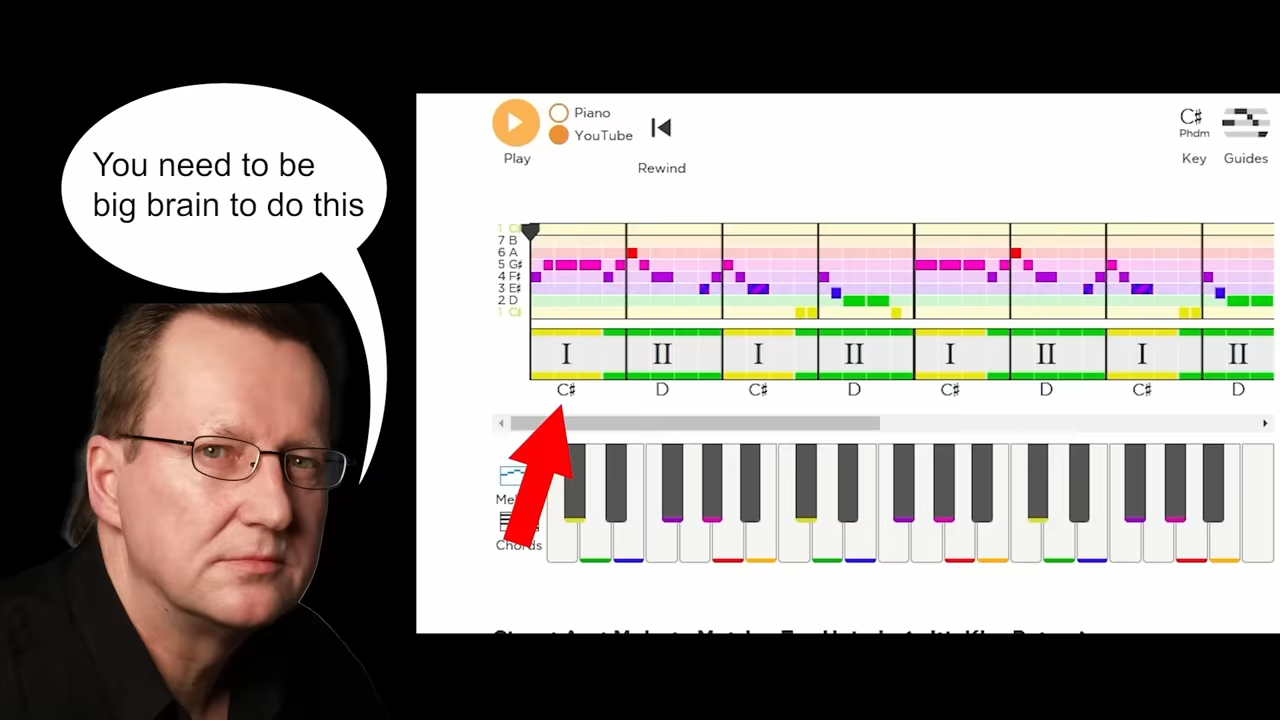 You need to be
big brain to do this
Piano
YouTube
Play
Rewind
C♯
Phdm
Key
Guides
7 B
6 A
5 G♯
4 F♯
3 E♯
2 D
1 C♯
I II I II I II I II
C♯ D C♯ D C♯ D C♯ D
Chords